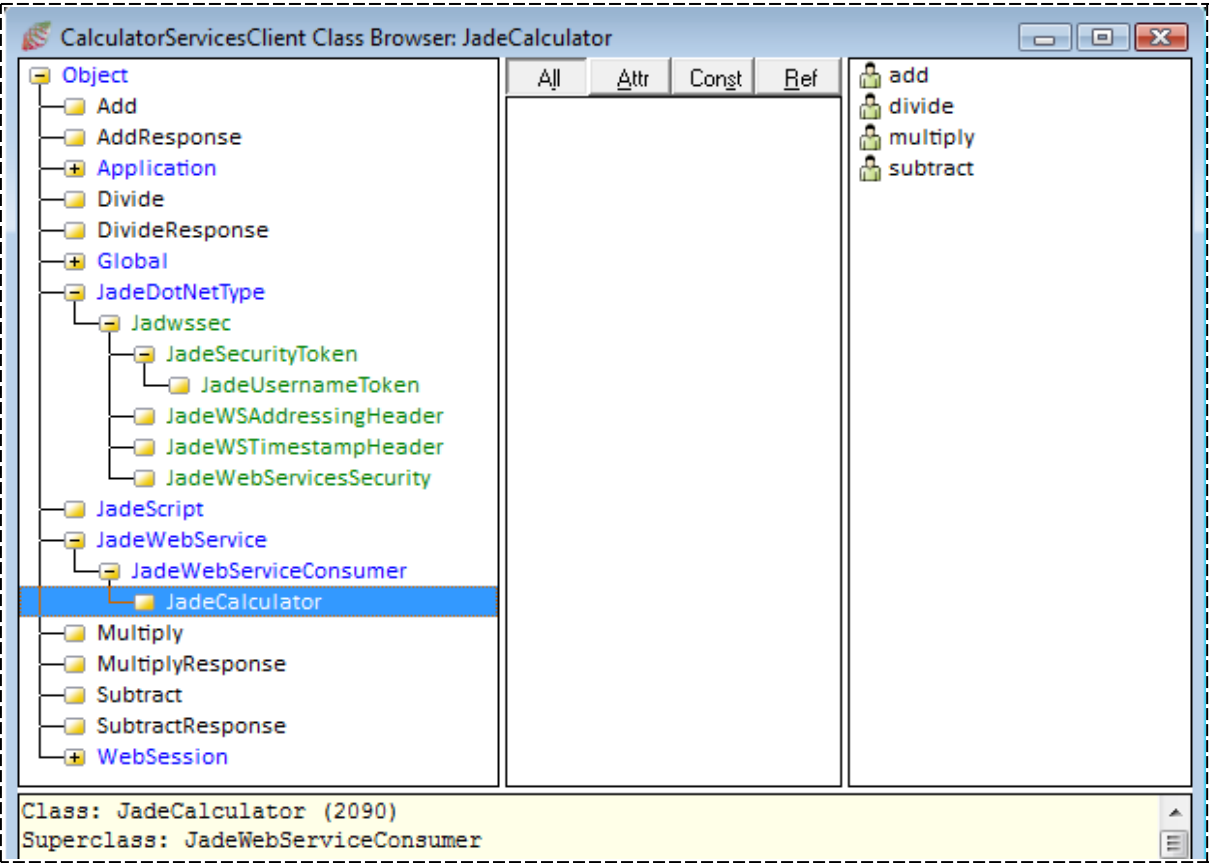 CalculatorServicesClient Class Browser: JadeCalculator
Object
Add
AddResponse
Application
Divide
DivideResponse
Global
JadeDotNetType
Jadwssec
JadeSecurityToken
JadeUsernameToken
JadeWSAddressingHeader
JadeWSTimestampHeader
JadeWebServicesSecurity
JadeScript
JadeWebService
JadeWebServiceConsumer
JadeCalculator
Multiply
MultiplyResponse
Subtract
SubtractResponse
WebSession
All Attr Const Ref
add
divide
multiply
subtract
Class: JadeCalculator (2090)
Superclass: JadeWebServiceConsumer